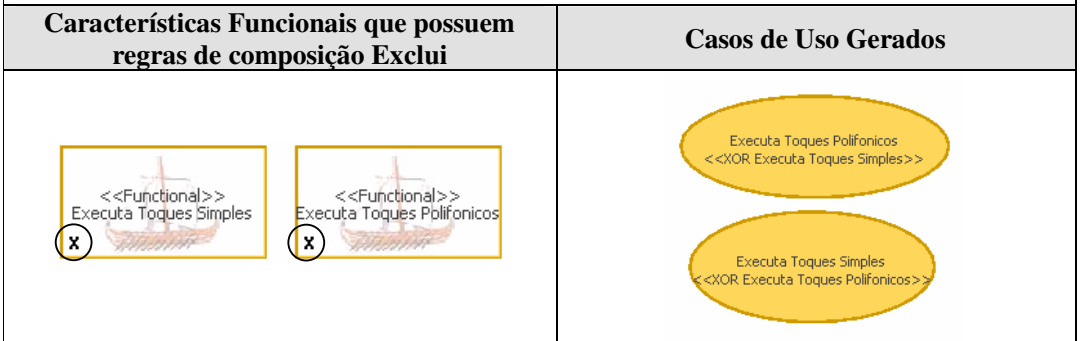 Características Funcionais que possuem
regras de composição Exclui
Casos de Uso Gerados
<<Functional>>
Executa Toques Simples
X
<<Functional>>
Executa Toques Polifonicos
X
Executa Toques Polifonicos
<<XOR Executa Toques Simples>>
Executa Toques Simples
<<XOR Executa Toques Polifonicos>>